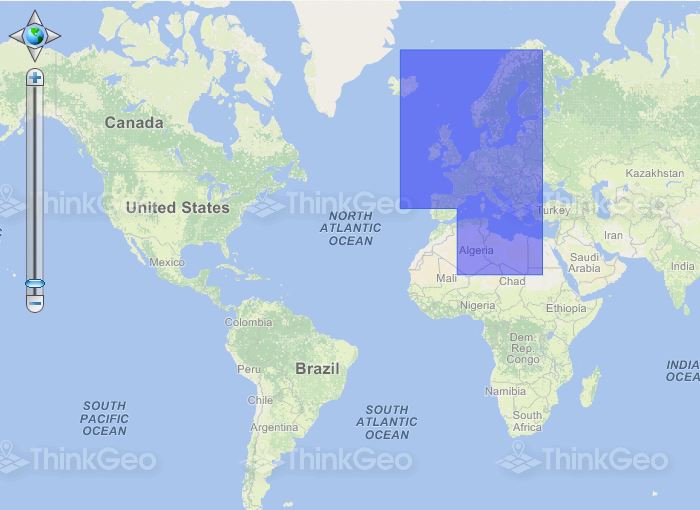 Canada
Kazakhstan
ThinkGeo
ThinkGeo
ThinkGeo
United States
Turkey
NORTH
ATLANTIC
OCEAN
Iran
Algeria
Mexico
Saudi
Arabia
India
Mali
Chad
Nigeria
Ethiopia
Colombia
Dem.
Rep.
Congo
Peru
Brazil
INDIA
OCEA
Namibia
Chile
SOUTH
PACIFIC
OCEAN
SOUTH
ATLANTIC
OCEAN
South
Africa
Argentina
ThinkGeo
ThinkGeo
ThinkGeo